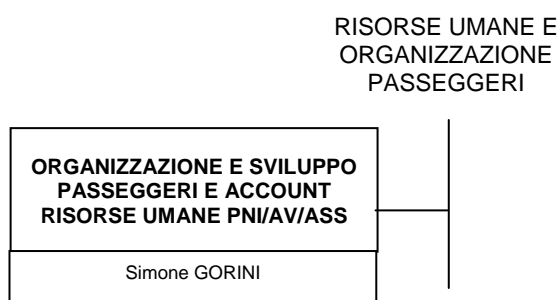 RISORSE UMANE E
ORGANIZZAZIONE
PASSEGGERI
ORGANIZZAZIONE E SVILUPPO
PASSEGGERI E ACCOUNT
RISORSE UMANE PNI/AV/ASS
Simone GORINI